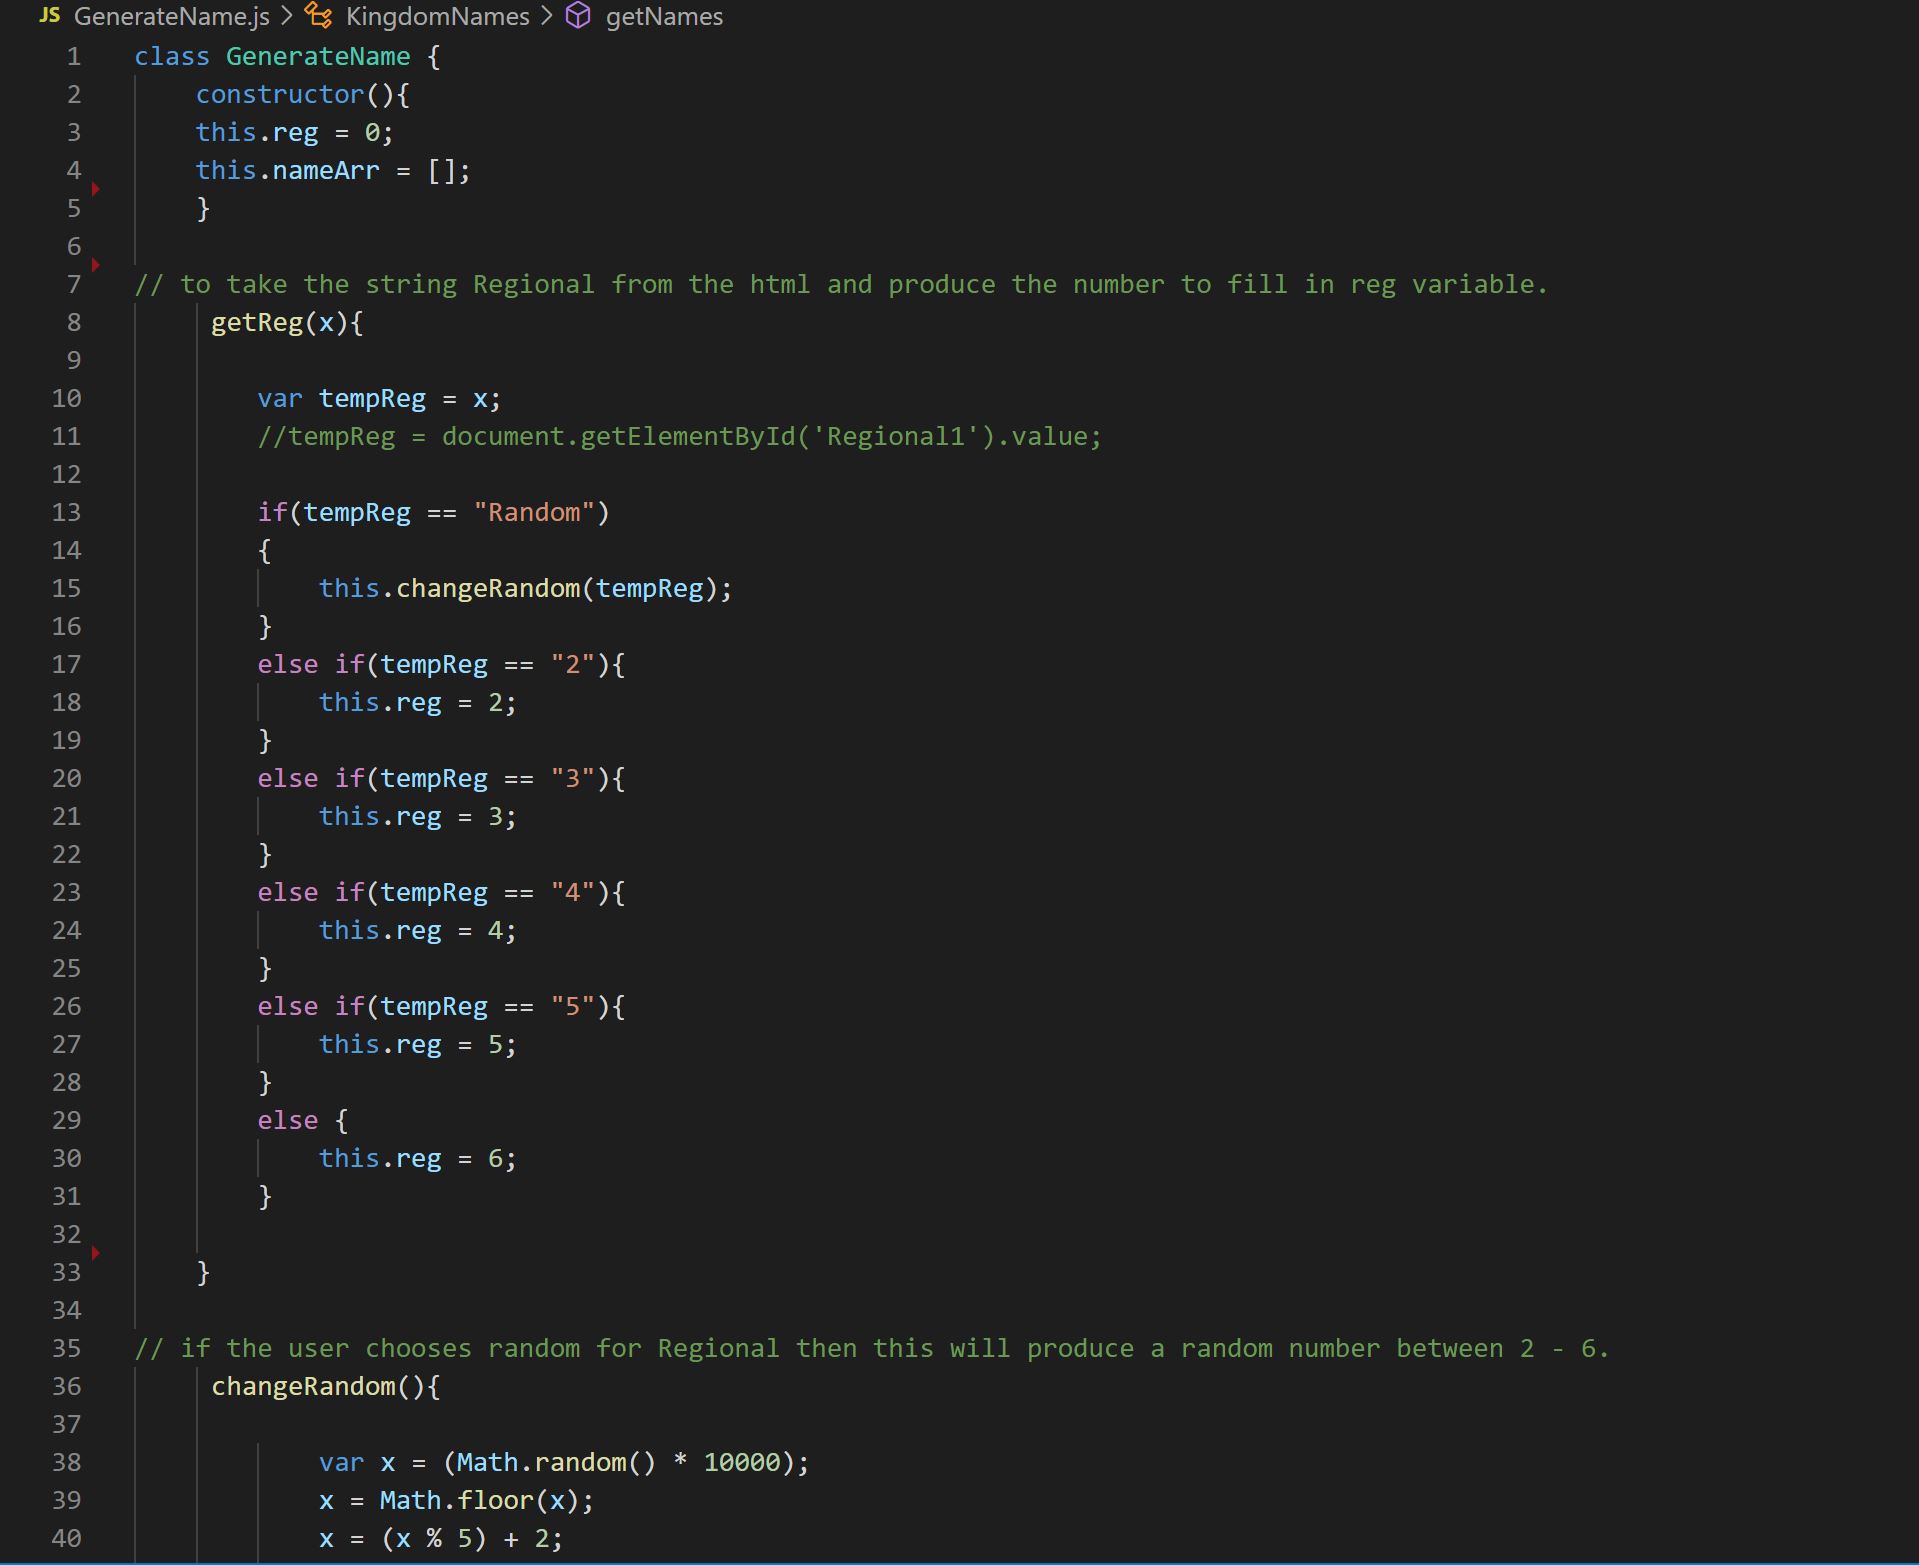 JS GenerateName.js > KingdomNames > getNames
1 class GenerateName {
2 constructor(){
3 this.reg = 0;
4 this.nameArr = [];
5 }
6
7 // to take the string Regional from the html and produce the number to fill in reg variable.
8 getReg(x){
9
10 var tempReg = x;
11 //tempReg = document.getElementById('Regional1').value;
12
13 if(tempReg == "Random")
14 {
15 this.changeRandom(tempReg);
16 }
17 else if(tempReg == "2"){
18 this.reg = 2;
19 }
20 else if(tempReg == "3"){
21 this.reg = 3;
22 }
23 else if(tempReg == "4"){
24 this.reg = 4;
25 }
26 else if(tempReg == "5"){
27 this.reg = 5;
28 }
29 else {
30 this.reg = 6;
31 }
32
33 }
34
35 // if the user chooses random for Regional then this will produce a random number between 2 - 6.
36 changeRandom(){
37
38 var x = (Math.random() * 10000);
39 x = Math.floor(x);
40 x = (x % 5) + 2;